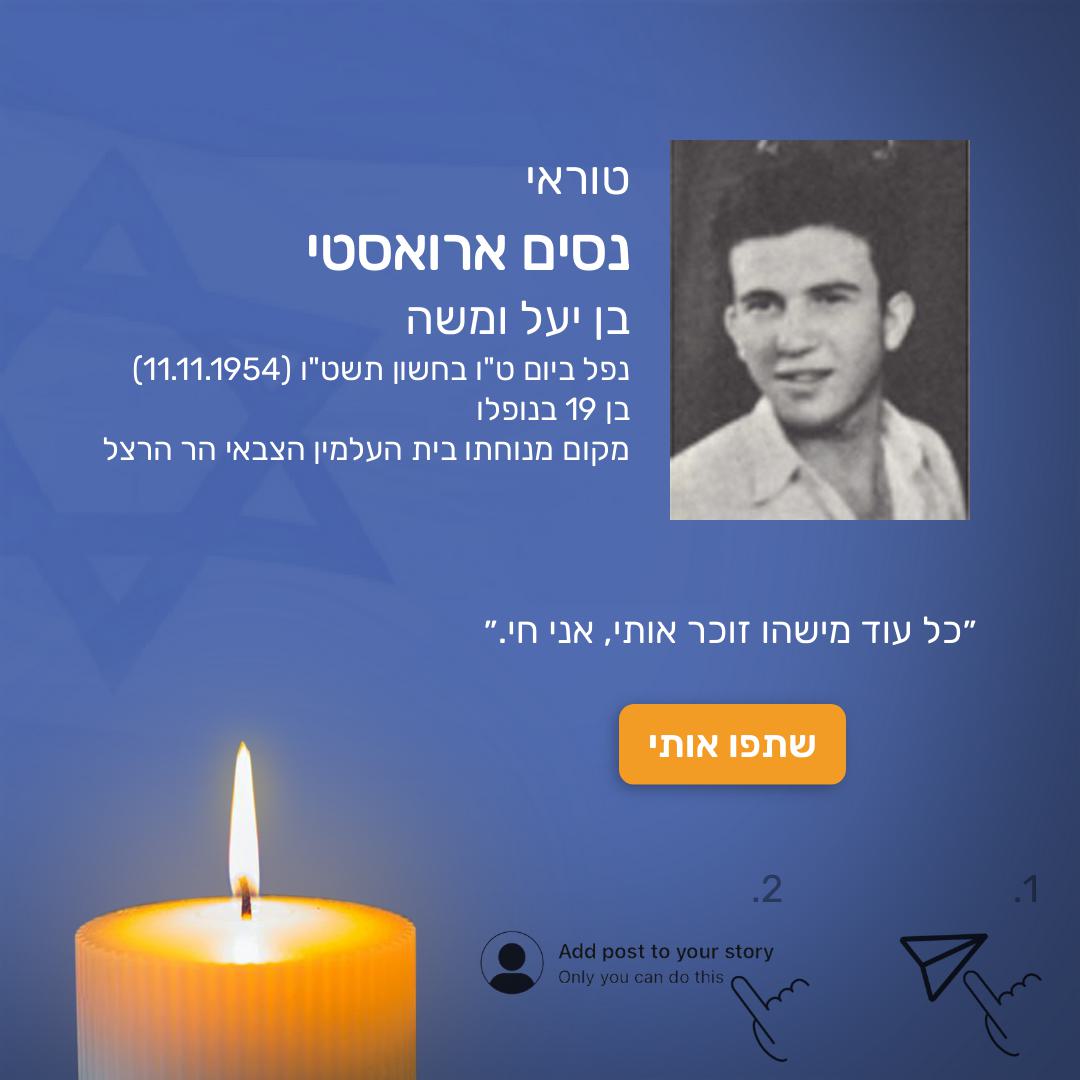 טוראי
נסים ארואסטי
בן יעל ומשה
נפל ביום ט"ו בחשון תשט"ו (11.11.1954)
בן 19 בנופלו
מקום מנוחתו בית העלמין הצבאי הר הרצל
״כל עוד מישהו זוכר אותי, אני חי.״
שתפו אותי
1.
2.
Add post to your story
Only you can do this